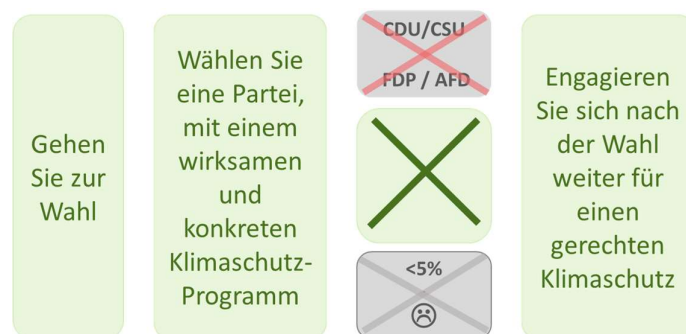 Gehen
Sie zur
Wahl
Wählen Sie
eine Partei,
mit einem
wirksamen
und
konkreten
Klimaschutz-
Programm
CDU/CSU
FDP / AFD
<5%
☹
Engagieren
Sie sich nach
der Wahl
weiter für
einen
gerechten
Klimaschutz